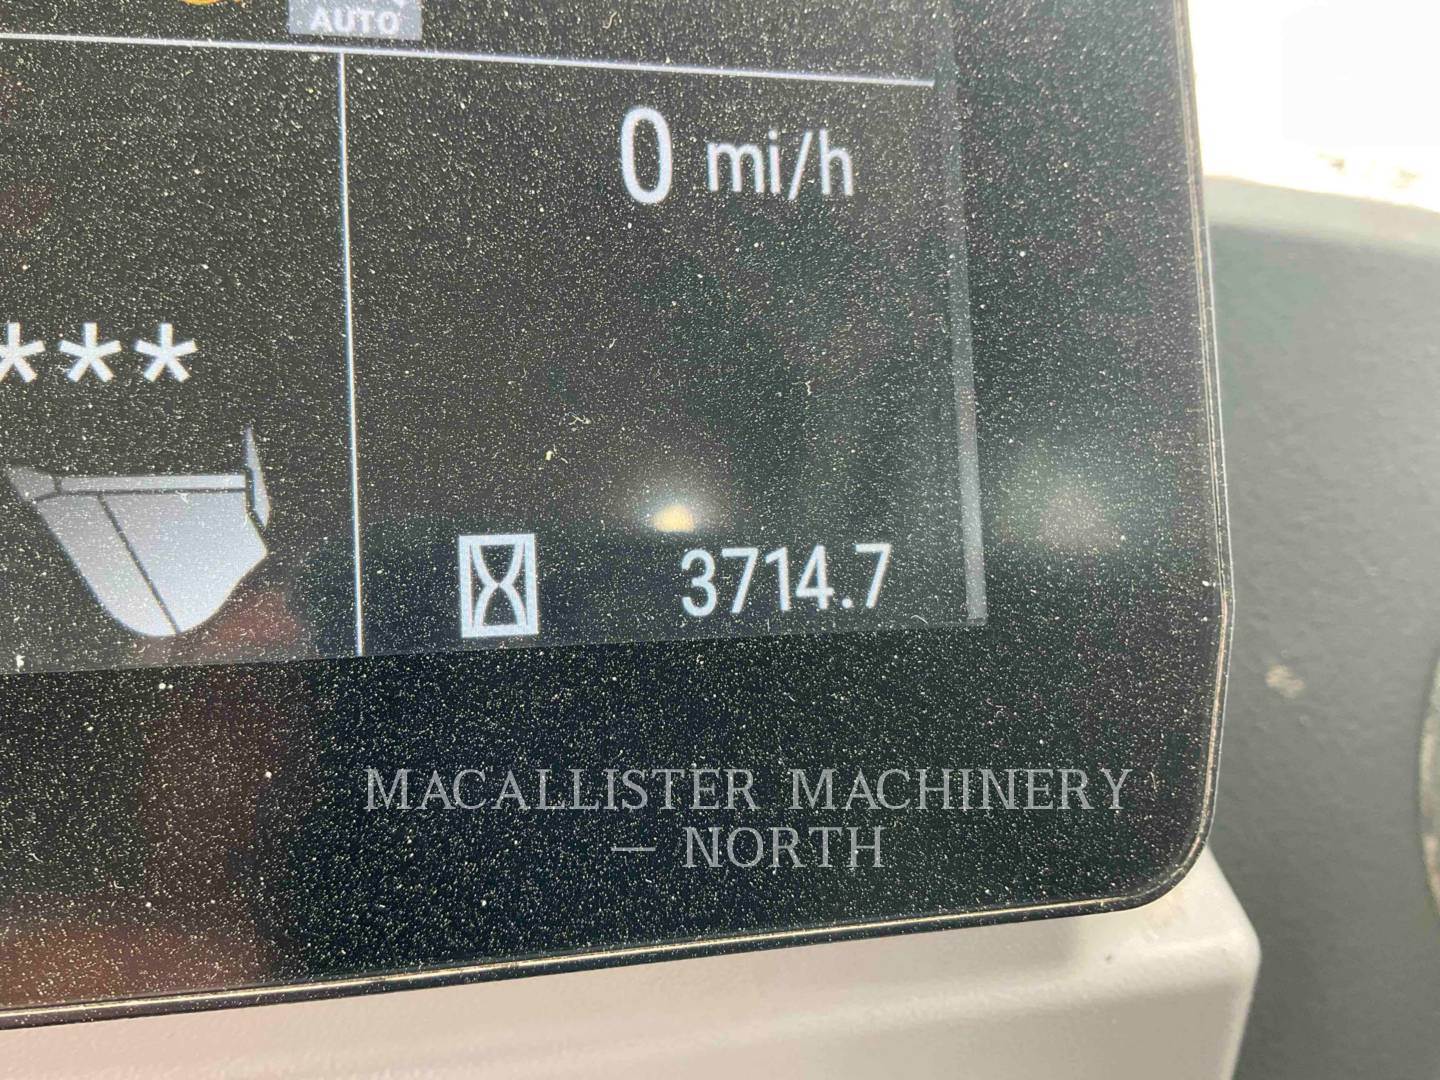 AUTO
0 mi/h
***
3714.7
MACALLISTER MACHINERY
— NORTH